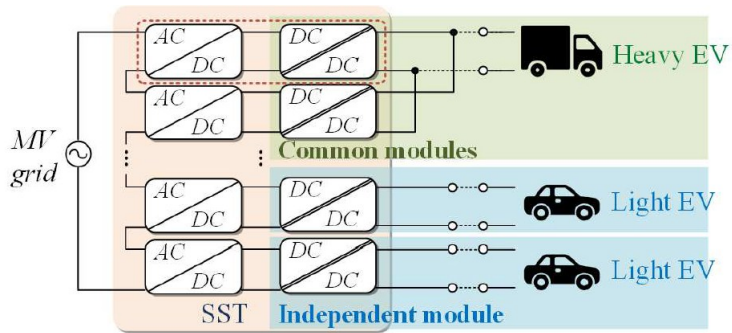 AC DC DC DC Heavy EV
AC DC DC DC
MV grid
Common modules
AC DC DC DC Light EV
AC DC DC DC Light EV
SST Independent module